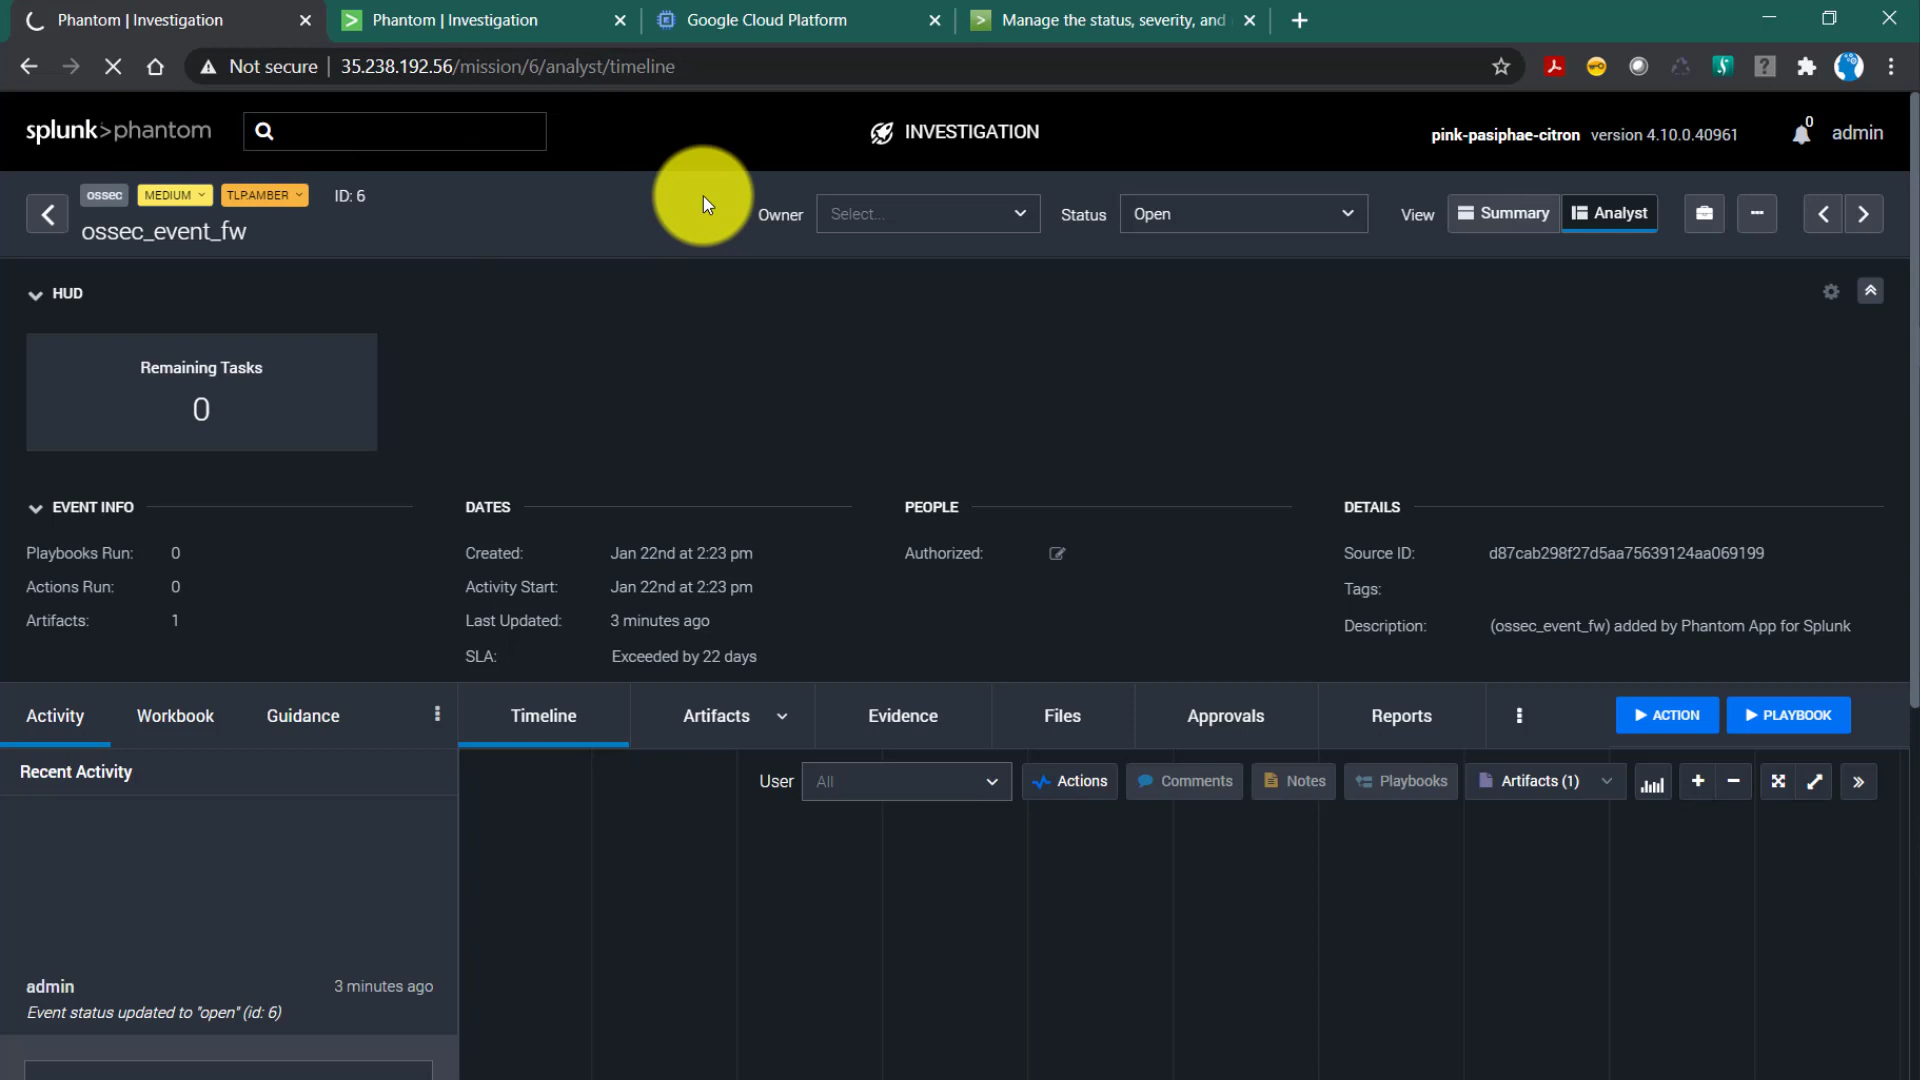 Phantom | Investigation
Phantom | Investigation
Google Cloud Platform
Manage the status, severity, and
Not secure
35.238.192.56/mission/6/analyst/timeline
splunk>phantom
INVESTIGATION
pink-pasiphae-citron version 4.10.0.40961
0
admin
ossec
MEDIUM
TLP:AMBER
ID: 6
ossec_event_fw
Owner
Select...
Status
Open
View
Summary
Analyst
HUD
Remaining Tasks
0
EVENT INFO
Playbooks Run: 0
Actions Run: 0
Artifacts: 1
DATES
Created: Jan 22nd at 2:23 pm
Activity Start: Jan 22nd at 2:23 pm
Last Updated: 3 minutes ago
SLA: Exceeded by 22 days
PEOPLE
Authorized:
DETAILS
Source ID: d87cab298f27d5aa75639124aa069199
Tags:
Description: (ossec_event_fw) added by Phantom App for Splunk
Activity
Workbook
Guidance
Timeline
Artifacts
Evidence
Files
Approvals
Reports
ACTION
PLAYBOOK
Recent Activity
User
All
Actions
Comments
Notes
Playbooks
Artifacts (1)
admin
3 minutes ago
Event status updated to "open" (id: 6)